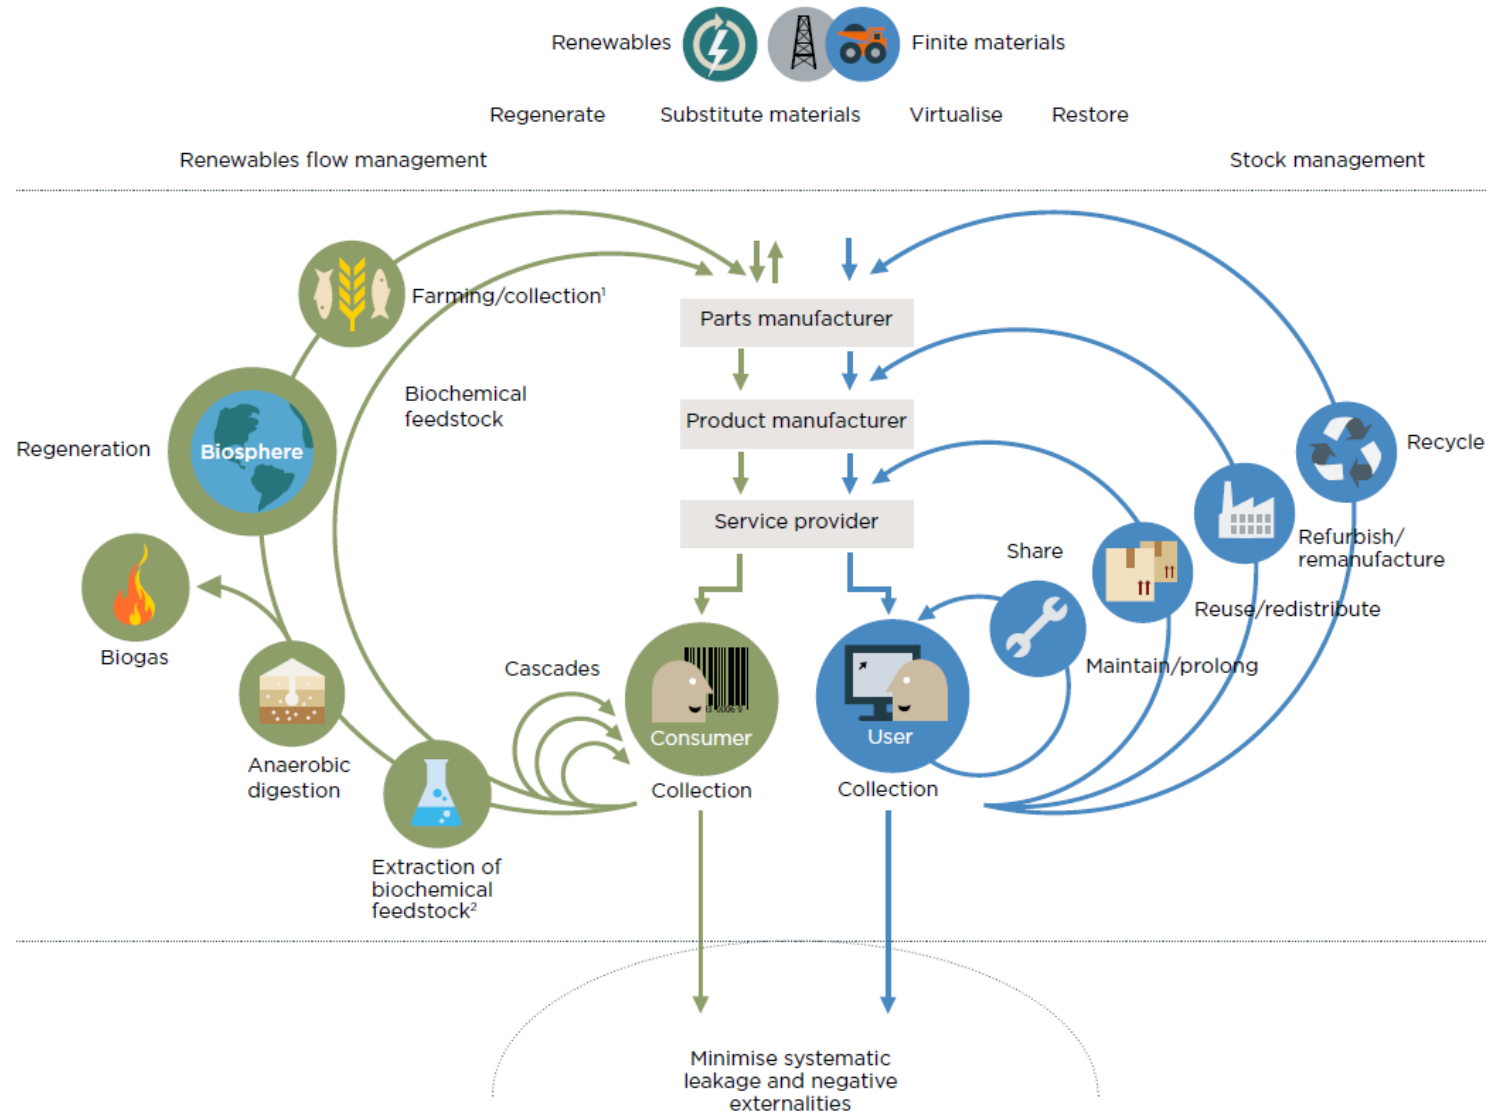 Renewables
Finite materials
Regenerate
Substitute materials
Virtualise
Restore
Renewables flow management
Stock management
Farming/collection¹
Parts manufacturer
Biochemical
feedstock
Product manufacturer
Regeneration
Biosphere
Recycle
Service provider
Share
Refurbish/
remanufacture
Reuse/redistribute
Biogas
Cascades
Maintain/prolong
Consumer
User
Anaerobic
digestion
Collection
Collection
Extraction of
biochemical
feedstock²
Minimise systematic
leakage and negative
externalities